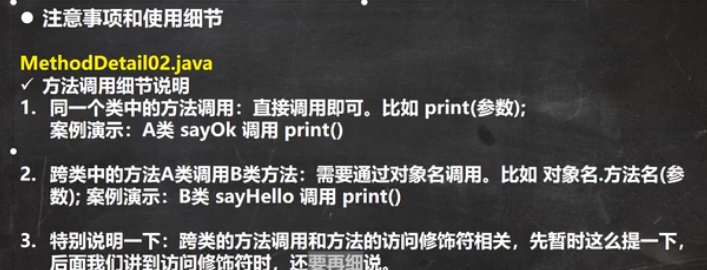 ● 注意事项和使用细节
MethodDetail02.java
✓ 方法调用细节说明
1. 同一个类中的方法调用：直接调用即可。比如 print(参数);
案例演示：A类 sayOk 调用 print()
2. 跨类中的方法A类调用B类方法：需要通过对象名调用。比如 对象名.方法名(参
数); 案例演示：B类 sayHello 调用 print()
3. 特别说明一下：跨类的方法调用和方法的访问修饰符相关，先暂时这么提一下，
后面我们讲到访问修饰符时，还要再细说。